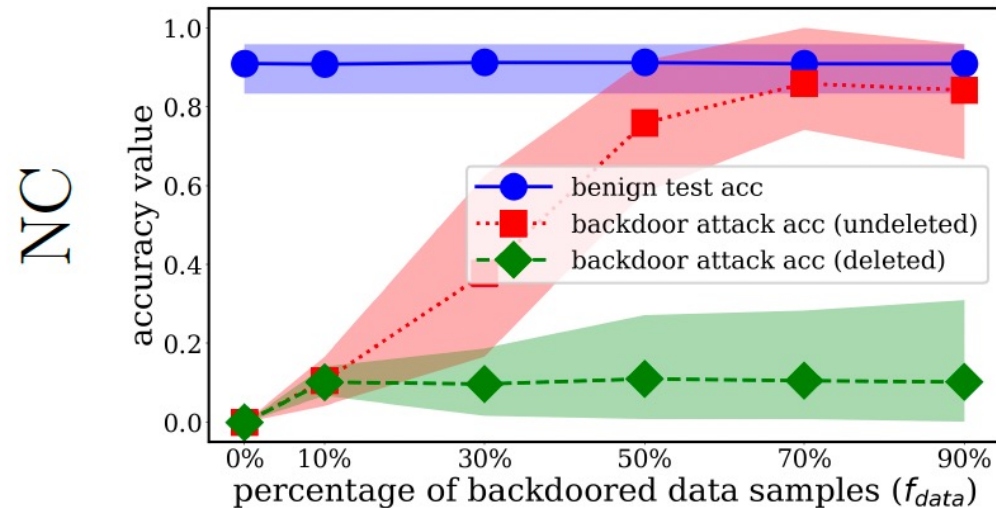 NC
accuracy value
1.0
0.8
0.6
0.4
0.2
0.0
benign test acc
backdoor attack acc (undeleted)
backdoor attack acc (deleted)
0% 10% 30% 50% 70% 90%
percentage of backdoored data samples (f_data)